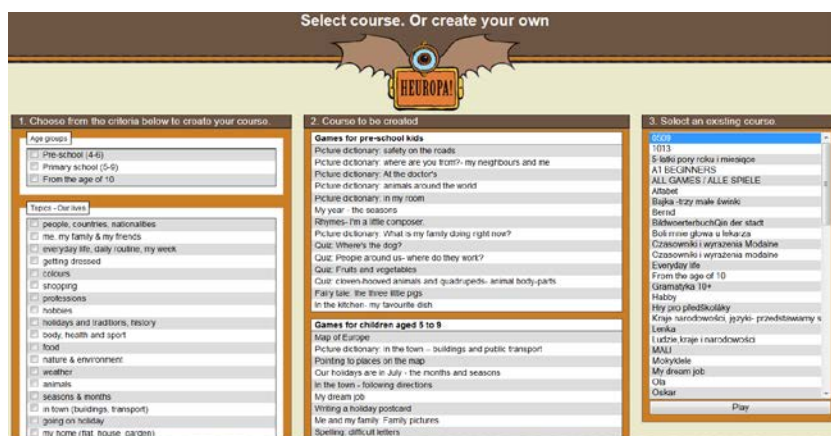 Select course. Or create your own
HEUROPA!
1. Choose from the criteria below to create your course.
Age groups
Pre-school (4-6)
Primary school (5-9)
From the age of 10
Topics - Our lives
people, countries, nationalities
me, my family & my friends
everyday life, daily routine, my week
getting dressed
colours
shopping
professions
hobbies
holidays and traditions, history
body, health and sport
food
nature & environment
weather
animals
seasons & months
in town (buildings, transport)
going on holiday
my home (flat, house, garden)
2. Course to be created
Games for pre-school kids
Picture dictionary: safety on the roads
Picture dictionary: where are you from?- my neighbours and me
Picture dictionary: At the doctor's
Picture dictionary: animals around the world
Picture dictionary: in my room
My year - the seasons
Rhymes- I'm a little composer.
Picture dictionary: What is my family doing right now?
Quiz: Where's the dog?
Quiz: People around us- where do they work?
Quiz: Fruits and vegetables
Quiz: cloven-hooved animals and quadrupeds- animal body-parts
Fairy tale: the three little pigs
In the kitchen- my favourite dish
Games for children aged 5 to 9
Map of Europe
Picture dictionary: in the town – buildings and public transport
Pointing to places on the map
Our holidays are in July - the months and seasons
In the town - following directions
My dream job
Writing a holiday postcard
Me and my family. Family pictures
Spelling: difficult letters
3. Select an existing course
0509
1013
5-latki pory roku i miesiące
A1 BEGINNERS
ALL GAMES / ALLE SPIELE
Alfabet
Bajka -trzy małe świnki
Bernd
BildwoerterbuchQin der stadt
Boli mnie głowa u lekarza
Czasowniki i wyrażenia Modalne
Czasowniki i wyrażenia modalne
Everyday life
From the age of 10
Gramatyka 10+
Habby
Hry pro předškoláky
Kraje narodowości, języki- przedstawiamy s
Lenka
Ludzie,kraje i narodowości
MALI
Mokyklele
My dream job
Ola
Oskar
Play